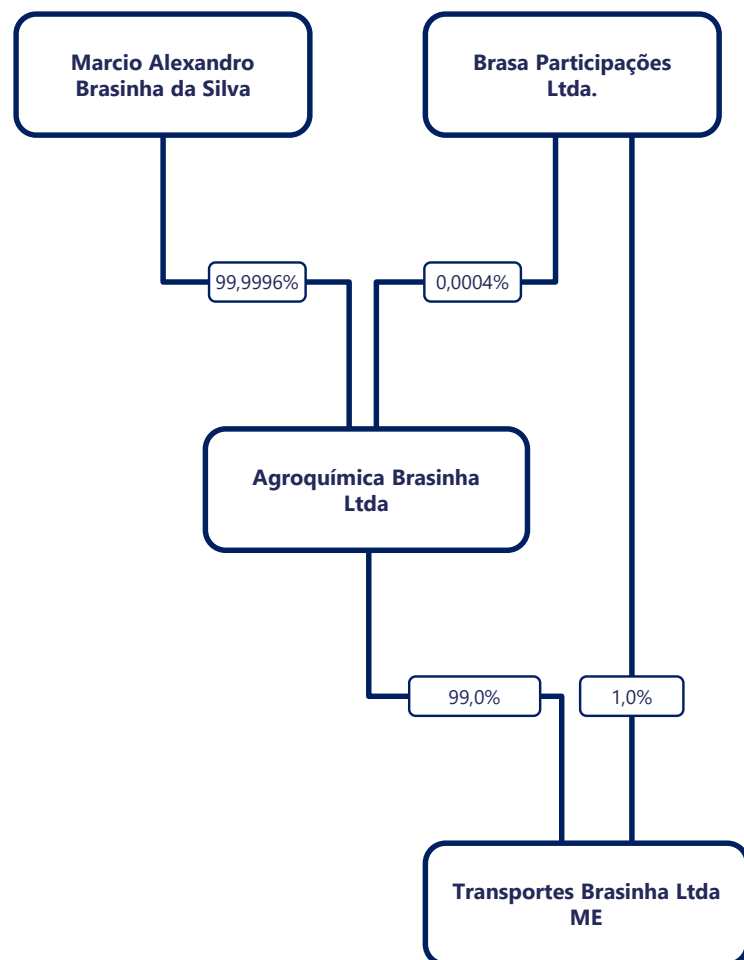 Marcio Alexandro
Brasinha da Silva
Brasa Participações
Ltda.
99,9996%
0,0004%
Agroquímica Brasinha
Ltda
99,0%
1,0%
Transportes Brasinha Ltda
ME